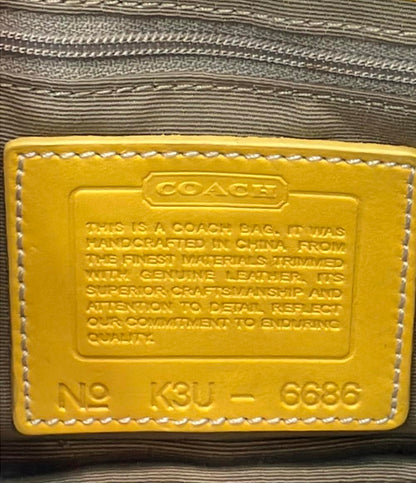 COACH
THIS IS A COACH BAG. IT WAS
HANDCRAFTED IN CHINA, FROM
THE FINEST MATERIALS TRIMMED
WITH GENUINE LEATHER. ITS
SUPERIOR CRAFTSMANSHIP AND
ATTENTION TO DETAIL REFLECT
OUR COMMITMENT TO ENDURING
QUALITY.
Nº K3U - 6686